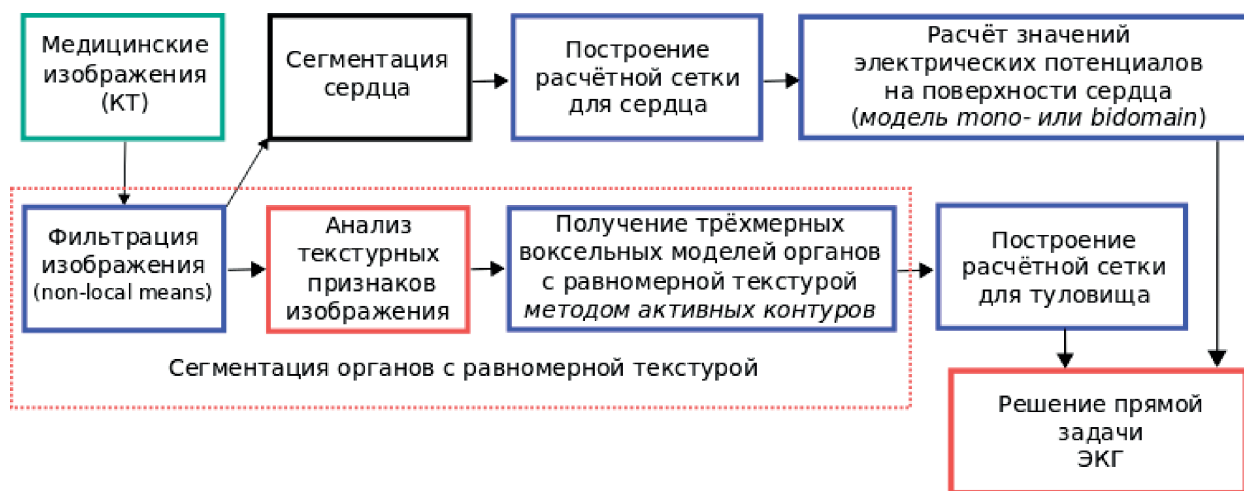 Медицинские
изображения
(КТ)
Сегментация
сердца
Построение
расчётной сетки
для сердца
Расчёт значений
электрических потенциалов
на поверхности сердца
(модель mono- или bidomain)
Фильтрация
изображения
(non-local means)
Анализ
текстурных
признаков
изображения
Получение трёхмерных
воксельных моделей органов
с равномерной текстурой
методом активных контуров
Построение
расчётной сетки
для туловища
Сегментация органов с равномерной текстурой
Решение прямой
задачи
ЭКГ